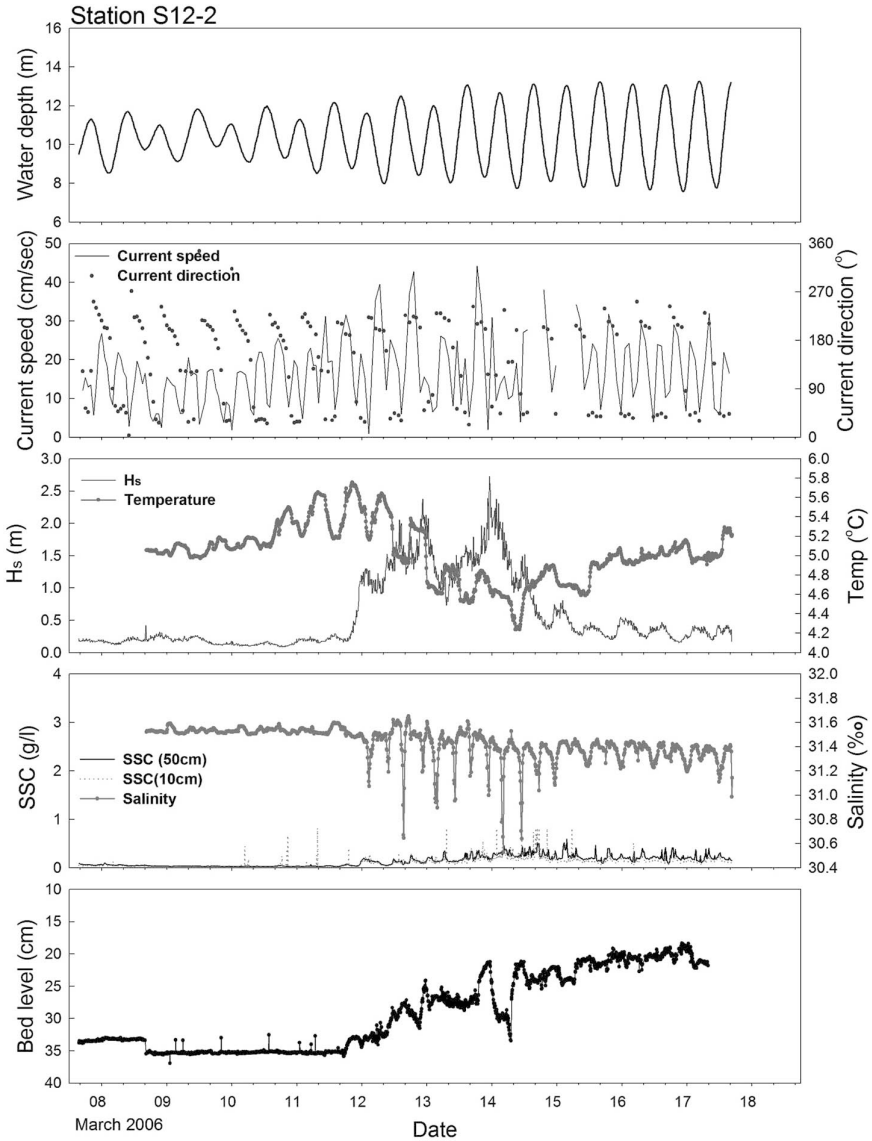 Station S12-2
16
14
12
10
8
6
Water depth (m)
50
40
30
20
10
0
Current speed (cm/sec)
Current speed
Current direction
360
270
180
90
0
Current direction (°)
3.0
2.5
2.0
1.5
1.0
0.5
0.0
Hs (m)
Hs
Temperature
6.0
5.8
5.6
5.4
5.2
5.0
4.8
4.6
4.4
4.2
4.0
Temp (°C)
4
3
2
1
0
SSC (g/l)
SSC (50cm)
SSC(10cm)
Salinity
32.0
31.8
31.6
31.4
31.2
31.0
30.8
30.6
30.4
Salinity (‰)
10
15
20
25
30
35
40
Bed level (cm)
08 09 10 11 12 13 14 15 16 17 18
March 2006
Date